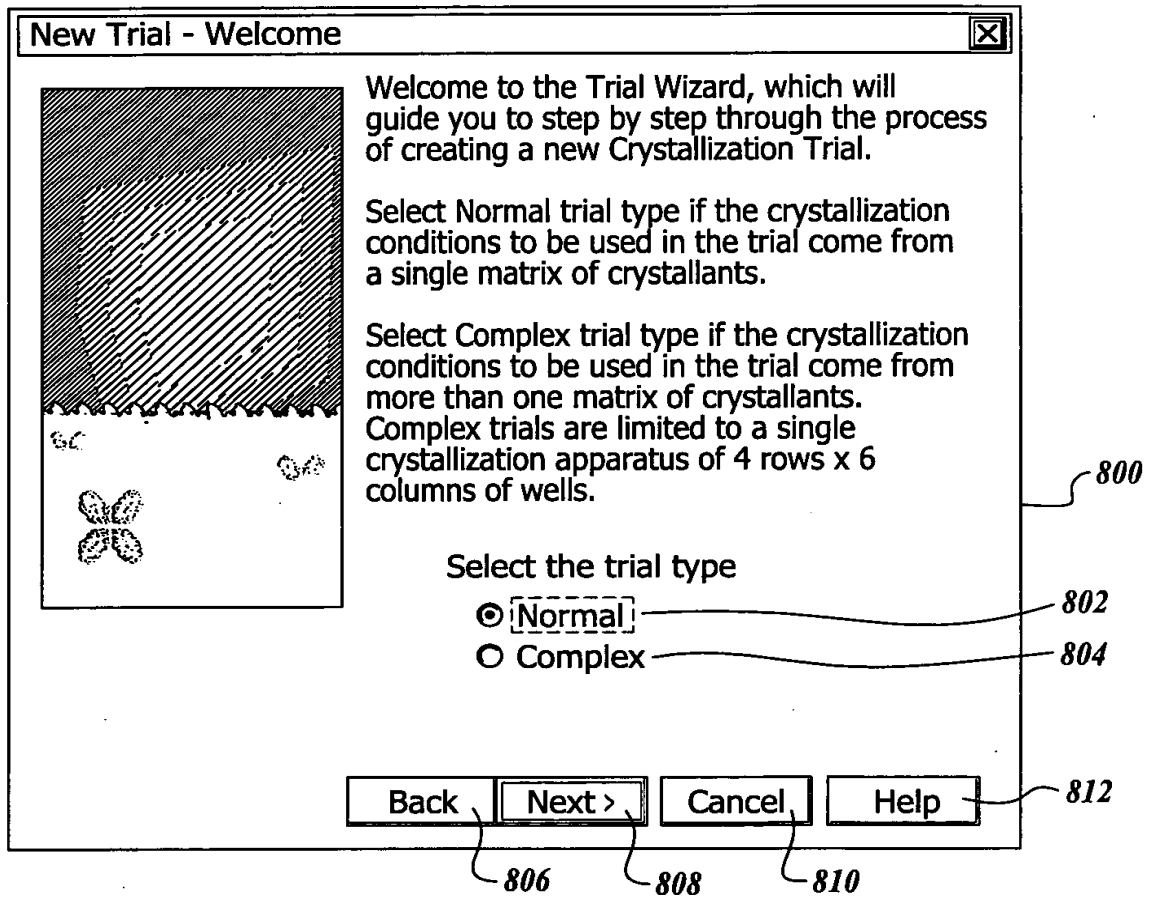 New Trial - Welcome
Welcome to the Trial Wizard, which will
guide you to step by step through the process
of creating a new Crystallization Trial.
Select Normal trial type if the crystallization
conditions to be used in the trial come from
a single matrix of crystallants.
Select Complex trial type if the crystallization
conditions to be used in the trial come from
more than one matrix of crystallants.
Complex trials are limited to a single
crystallization apparatus of 4 rows x 6
columns of wells.
800
Select the trial type
Normal 802
Complex 804
Back Next > Cancel Help 812
806 808 810